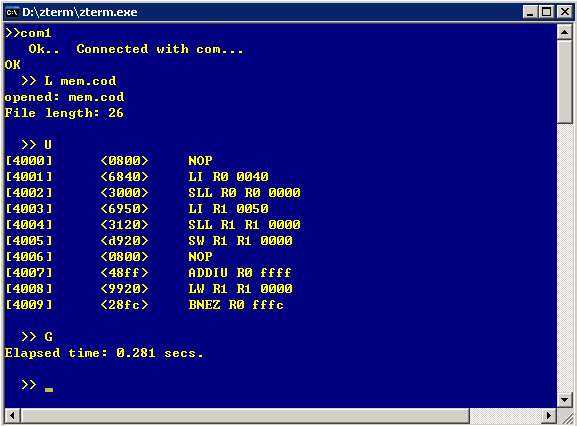 D:\zterm\zterm.exe
>>com1
Ok..  Connected with com...
OK
>> L mem.cod
opened: mem.cod
File length: 26
>> U
[4000]      <0800>     NOP
[4001]      <6840>     LI R0 0040
[4002]      <3000>     SLL R0 R0 0000
[4003]      <6950>     LI R1 0050
[4004]      <3120>     SLL R1 R1 0000
[4005]      <d920>     SW R1 R1 0000
[4006]      <0800>     NOP
[4007]      <48ff>     ADDIU R0 ffff
[4008]      <9920>     LW R1 R1 0000
[4009]      <28fc>     BNEZ R0 fffc
>> G
Elapsed time: 0.281 secs.
>> _